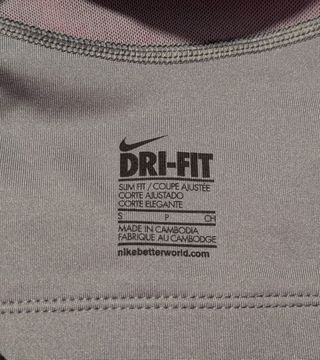 DRI-FIT
SLIM FIT / COUPE AJUSTÉE
CORTE AJUSTADO
CORTE ELEGANTE
S P CH
MADE IN CAMBODIA
FABRIQUÉ AU CAMBODGE
nikebetterworld.com